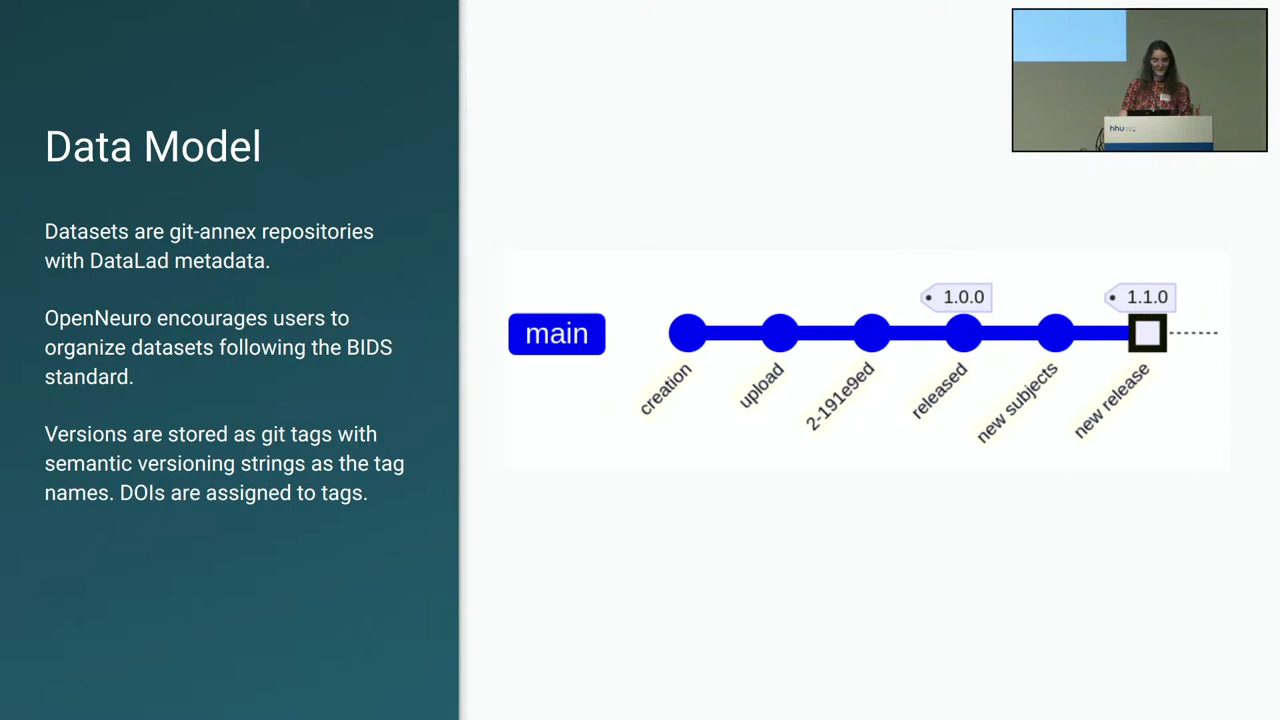 Data Model
Datasets are git-annex repositories
with DataLad metadata.
OpenNeuro encourages users to
organize datasets following the BIDS
standard.
Versions are stored as git tags with
semantic versioning strings as the tag
names. DOIs are assigned to tags.
main
1.0.0
1.1.0
creation
upload
2-191e9ed
released
new subjects
new release
hhu